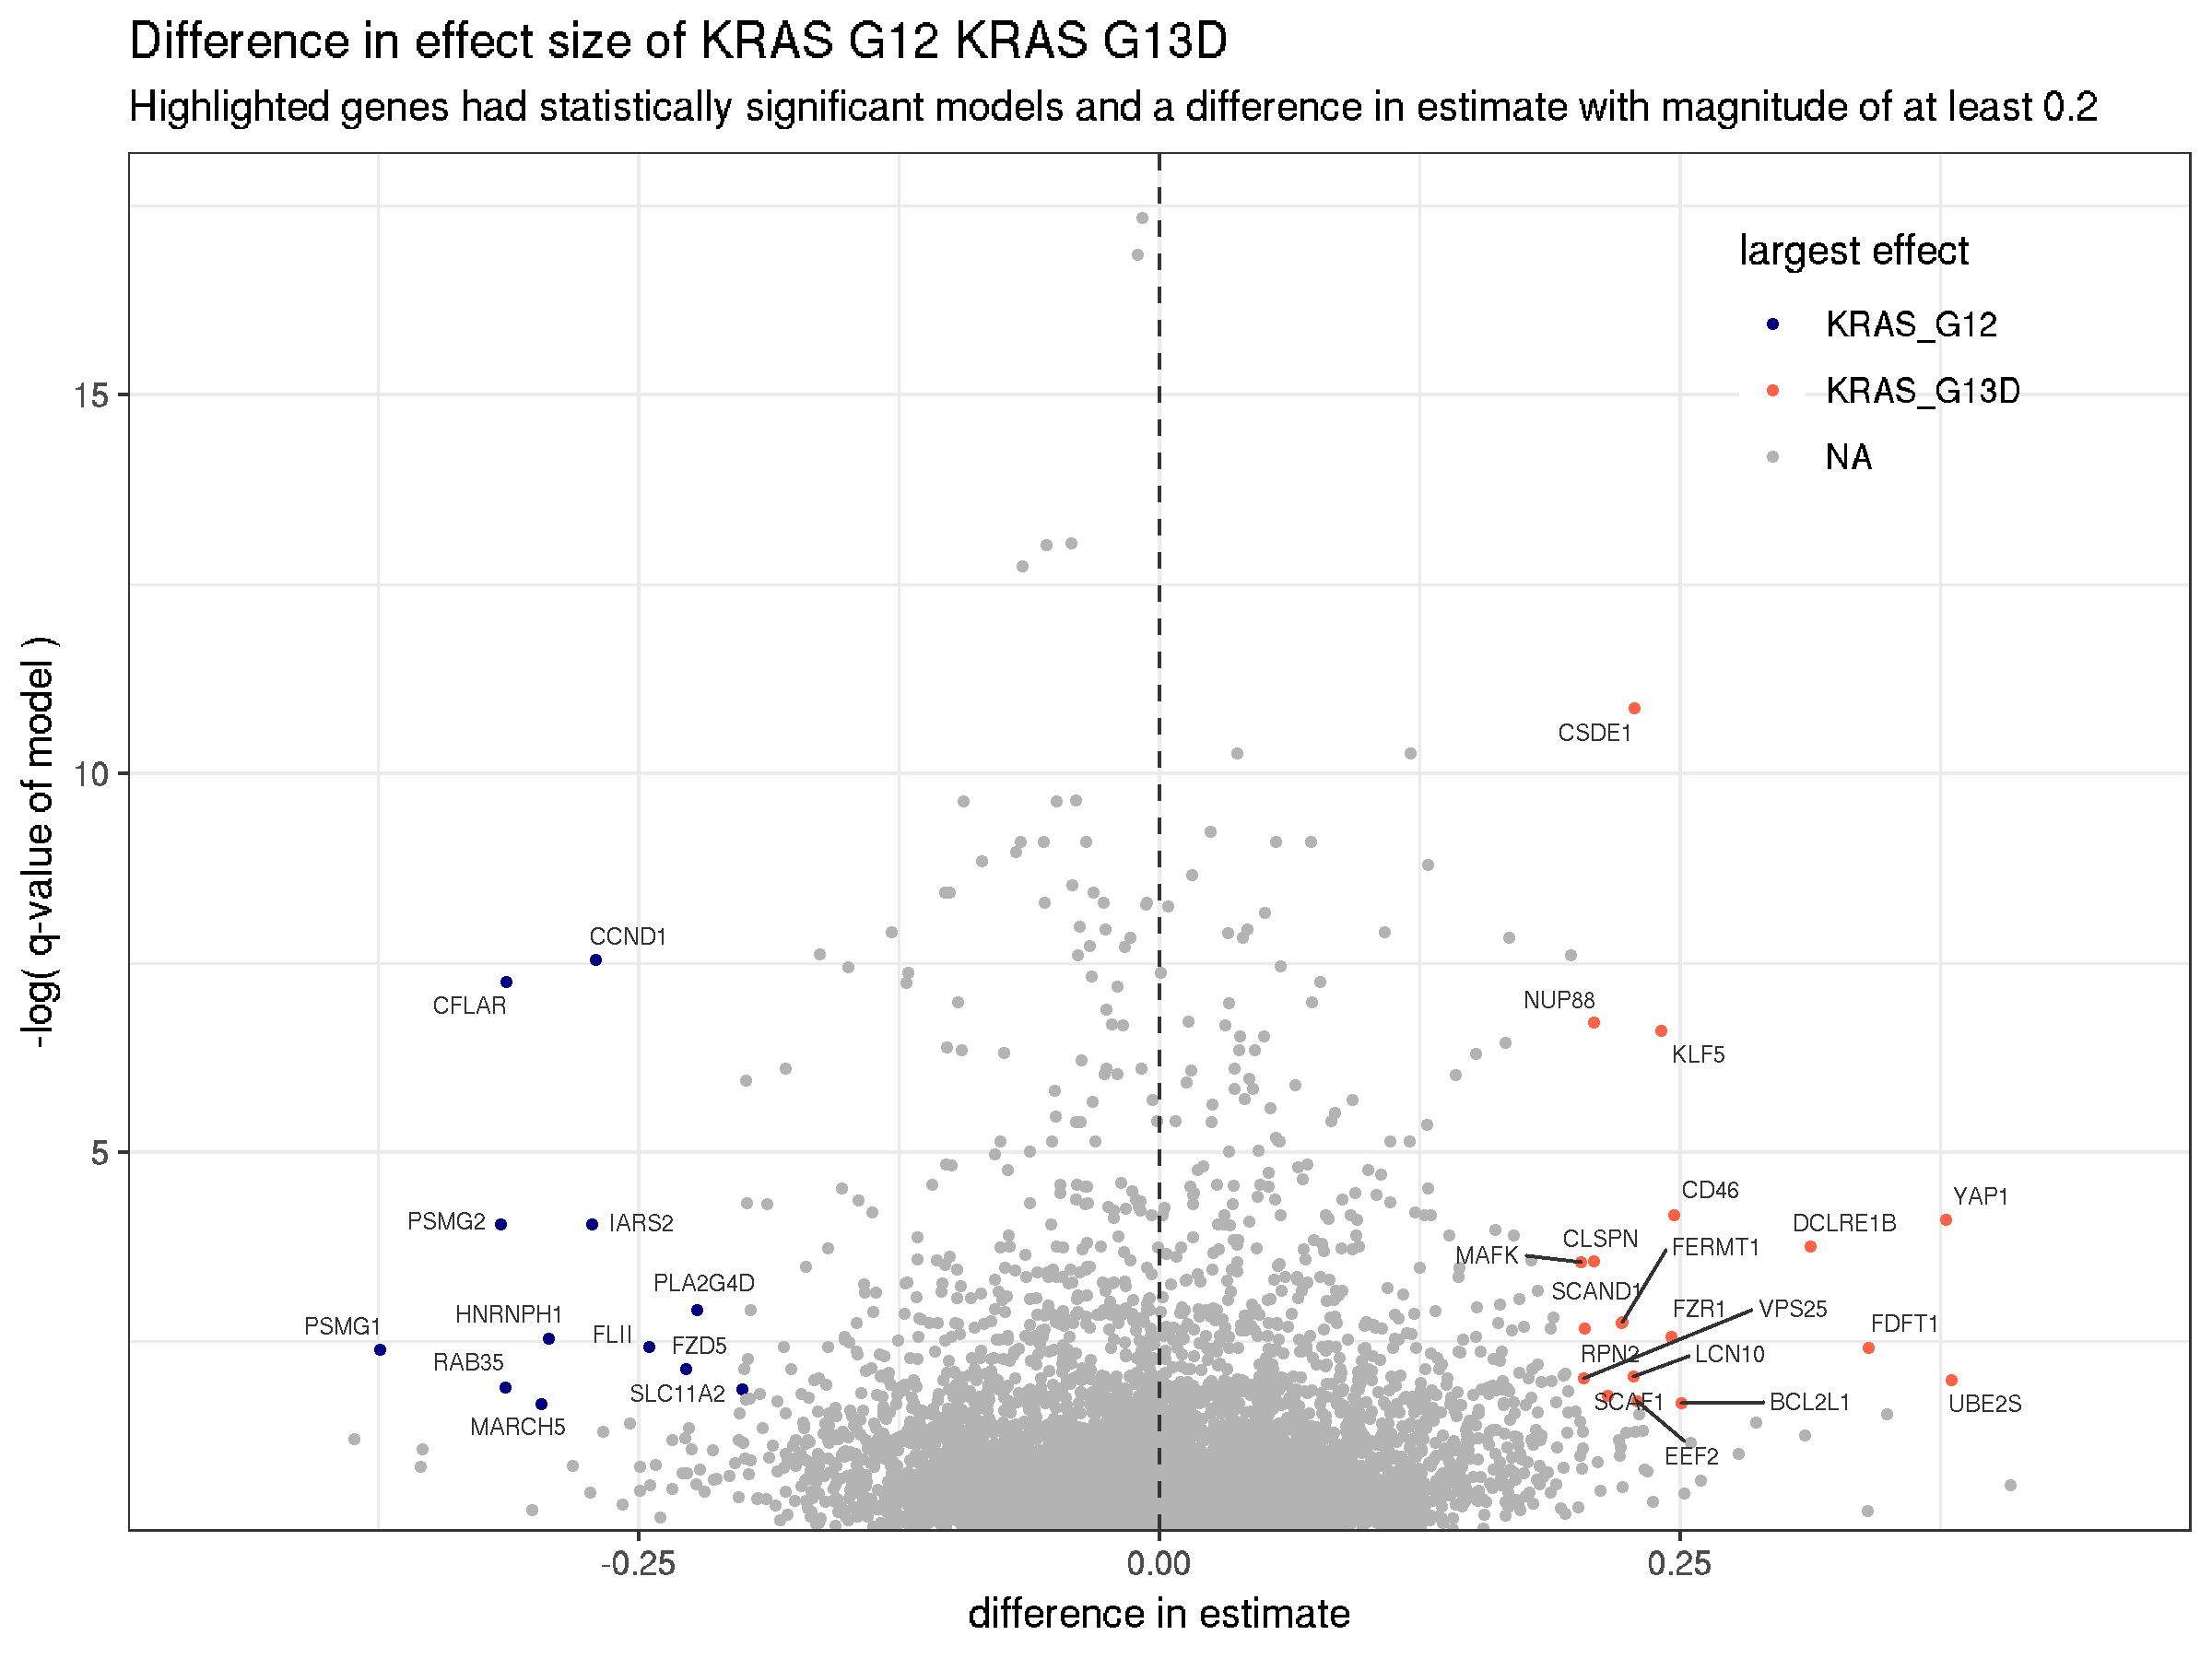 Difference in effect size of KRAS G12 KRAS G13D
Highlighted genes had statistically significant models and a difference in estimate with magnitude of at least 0.2
largest effect
KRAS_G12
KRAS_G13D
NA
-log( q-value of model )
15
10
5
CSDE1
CCND1
CFLAR
NUP88
KLF5
CD46
YAP1
PSMG2
IARS2
DCLRE1B
CLSPN
FERMT1
MAFK
PLA2G4D
SCAND1
HNRNPH1
FZR1
VPS25
PSMG1
FLII
FZD5
FDFT1
RAB35
RPN2
LCN10
SLC11A2
SCAF1
BCL2L1
UBE2S
MARCH5
EEF2
-0.25
0.00
0.25
difference in estimate